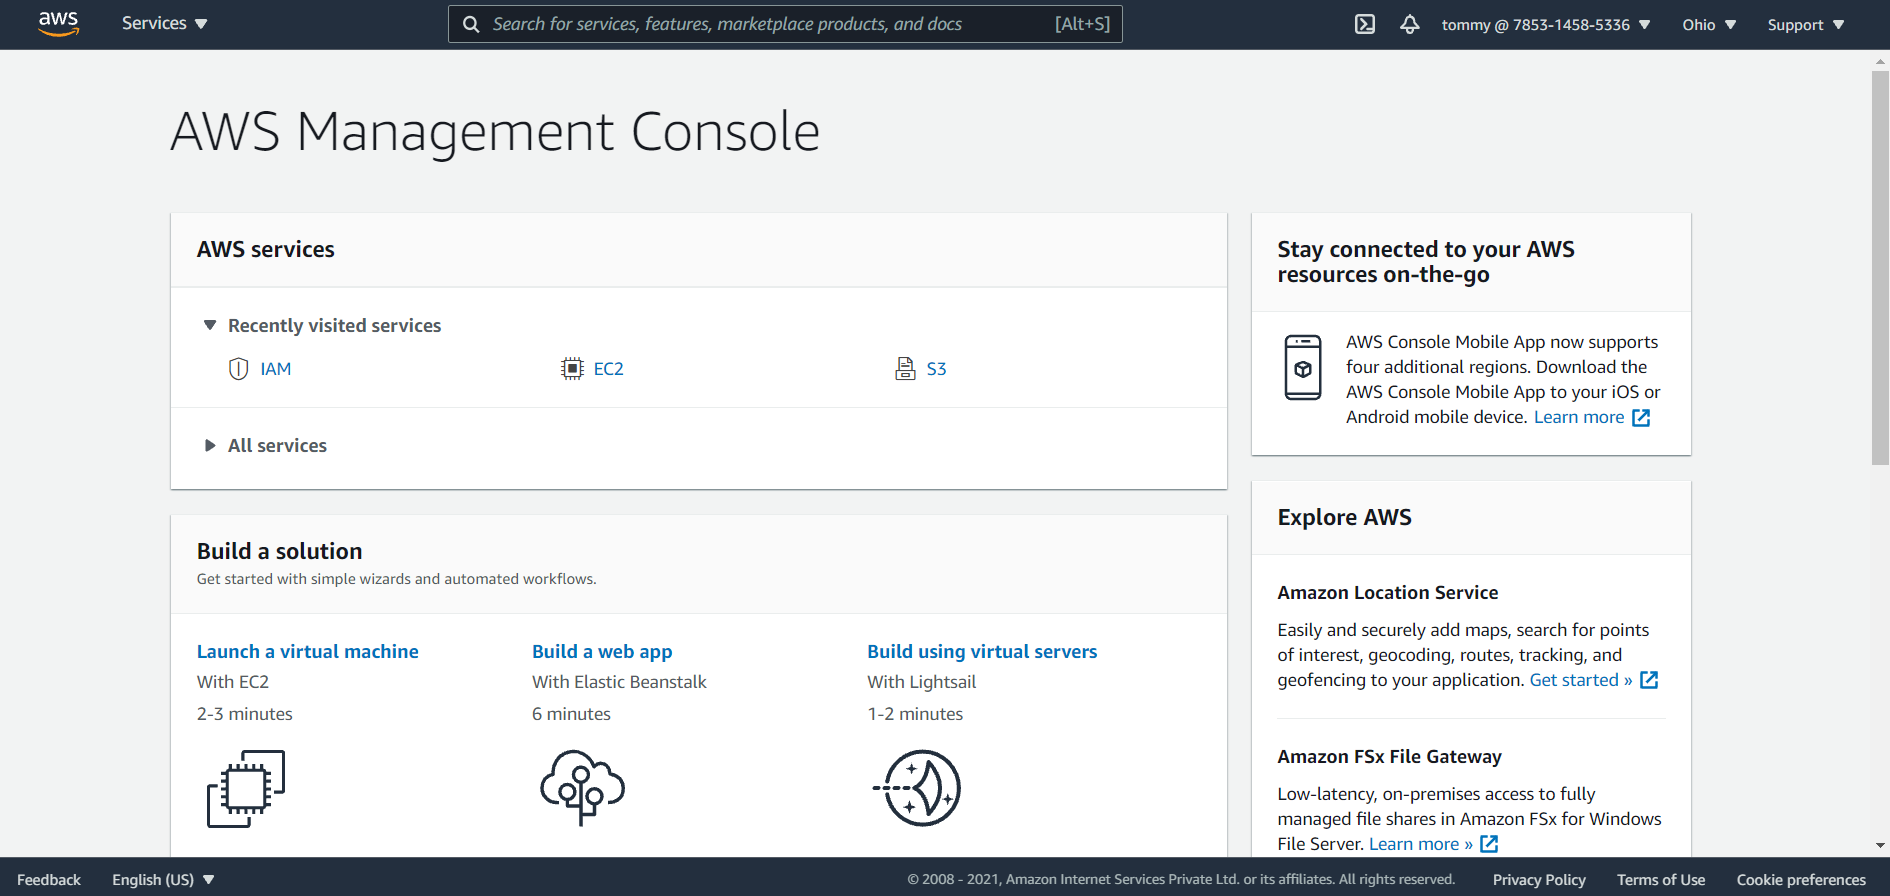 aws
Services
Search for services, features, marketplace products, and docs
[Alt+S]
tommy @ 7853-1458-5336
Ohio
Support
AWS Management Console
AWS services
Recently visited services
IAM
EC2
S3
All services
Build a solution
Get started with simple wizards and automated workflows.
Launch a virtual machine
With EC2
2-3 minutes
Build a web app
With Elastic Beanstalk
6 minutes
Build using virtual servers
With Lightsail
1-2 minutes
Stay connected to your AWS
resources on-the-go
AWS Console Mobile App now supports
four additional regions. Download the
AWS Console Mobile App to your iOS or
Android mobile device. Learn more
Explore AWS
Amazon Location Service
Easily and securely add maps, search for points
of interest, geocoding, routes, tracking, and
geofencing to your application. Get started »
Amazon FSx File Gateway
Low-latency, on-premises access to fully
managed file shares in Amazon FSx for Windows
File Server. Learn more »
Feedback
English (US)
© 2008 - 2021, Amazon Internet Services Private Ltd. or its affiliates. All rights reserved.
Privacy Policy
Terms of Use
Cookie preferences